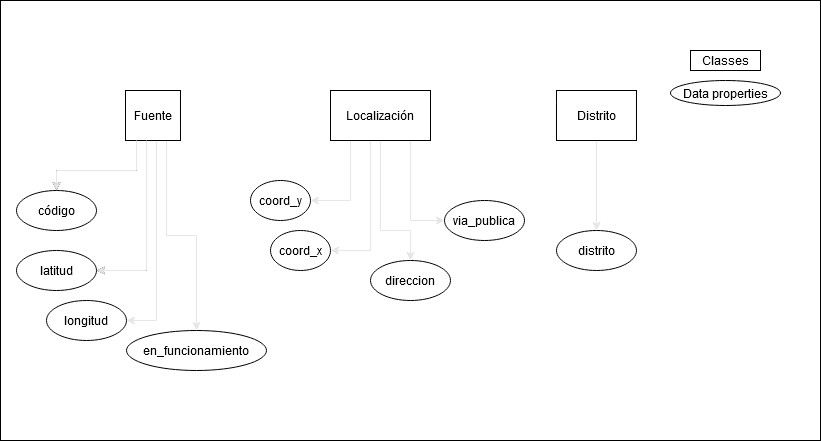 Classes
Data properties
Fuente
Localización
Distrito
código
latitud
longitud
en_funcionamiento
coord_y
coord_x
direccion
via_publica
distrito